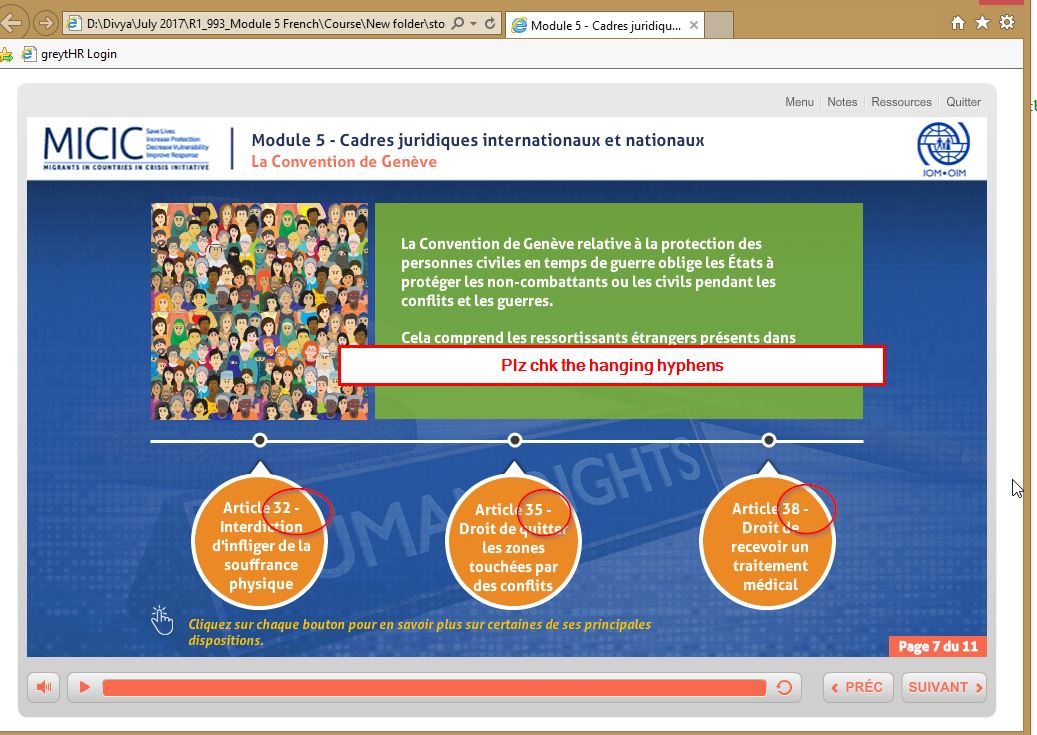 D:\Divya\July 2017\R1_993_Module 5 French\Course\New folder\sto
Module 5 - Cadres juridiqu...
greytHR Login
Menu Notes Ressources Quitter
MICIC
Save Lives
Increase Protection
Decrease Vulnerability
Improve Response
MIGRANTS IN COUNTRIES IN CRISIS INITIATIVE
Module 5 - Cadres juridiques internationaux et nationaux
La Convention de Genève
IOM•OIM
La Convention de Genève relative à la protection des
personnes civiles en temps de guerre oblige les États à
protéger les non-combattants ou les civils pendant les
conflits et les guerres.
Cela comprend les ressortissants étrangers présents dans
Plz chk the hanging hyphens
HUMAN RIGHTS
Article 32 -
Interdiction
d'infliger de la
souffrance
physique
Article 35 -
Droit de quitter
les zones
touchées par
des conflits
Article 38 -
Droit de
recevoir un
traitement
médical
Cliquez sur chaque bouton pour en savoir plus sur certaines de ses principales
dispositions.
Page 7 du 11
PRÉC
SUIVANT